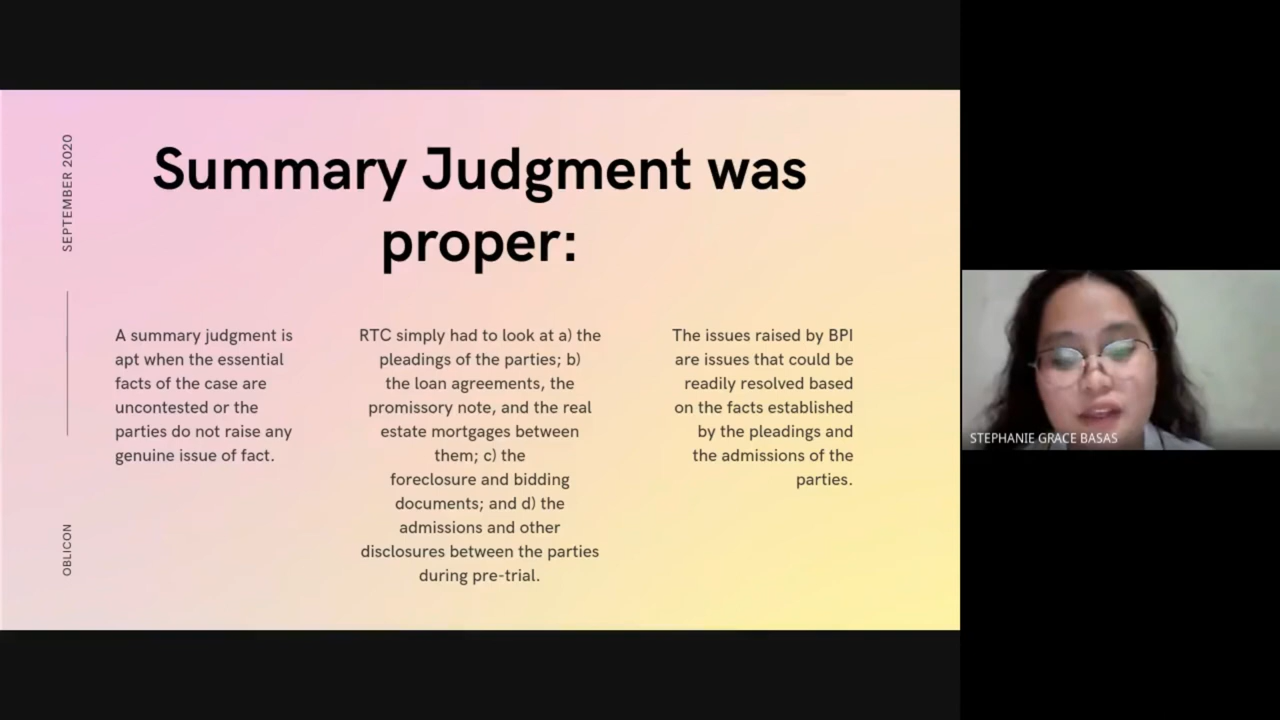 SEPTEMBER 2020
OBLICON
Summary Judgment was
proper:
A summary judgment is
apt when the essential
facts of the case are
uncontested or the
parties do not raise any
genuine issue of fact.
RTC simply had to look at a) the
pleadings of the parties; b)
the loan agreements, the
promissory note, and the real
estate mortgages between
them; c) the
foreclosure and bidding
documents; and d) the
admissions and other
disclosures between the parties
during pre-trial.
The issues raised by BPI
are issues that could be
readily resolved based
on the facts established
by the pleadings and
the admissions of the
parties.
STEPHANIE GRACE BASAS